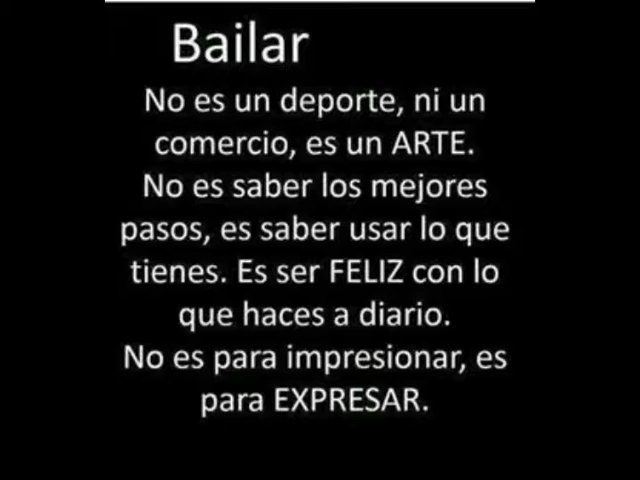 Bailar
No es un deporte, ni un
comercio, es un ARTE.
No es saber los mejores
pasos, es saber usar lo que
tienes. Es ser FELIZ con lo
que haces a diario.
No es para impresionar, es
para EXPRESAR.